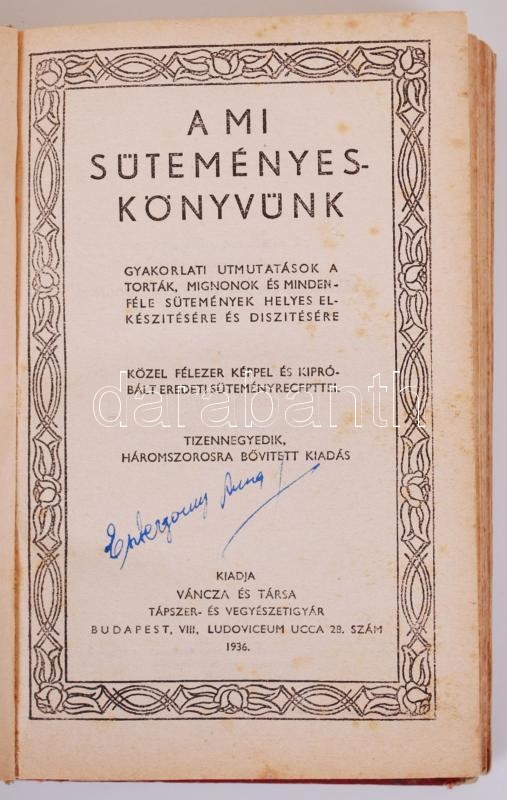 A MI
SÜTEMÉNYES-
KÖNYVÜNK
GYAKORLATI UTMUTATÁSOK A
TORTÁK, MIGNONOK ÉS MINDEN-
FÉLE SÜTEMÉNYEK HELYES EL-
KÉSZITÉSÉRE ÉS DISZITÉSÉRE
KÖZEL FÉLEZER KÉPPEL ÉS KIPRÓ-
BÁLT EREDETI SÜTEMÉNYRECEPTTEL
darabanth
TIZENNEGYEDIK,
HÁROMSZOROSRA BŐVITETT KIADÁS
Anna
KIADJA
VÁNCZA ÉS TÁRSA
TÁPSZER- ÉS VEGYÉSZETIGYÁR
BUDAPEST, VIII, LUDOVICEUM UCCA 28. SZÁM
1936.